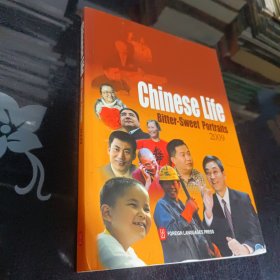 Chinese Life
Bitter-Sweet Portraits
2009
FOREIGN LANGUAGES PRESS